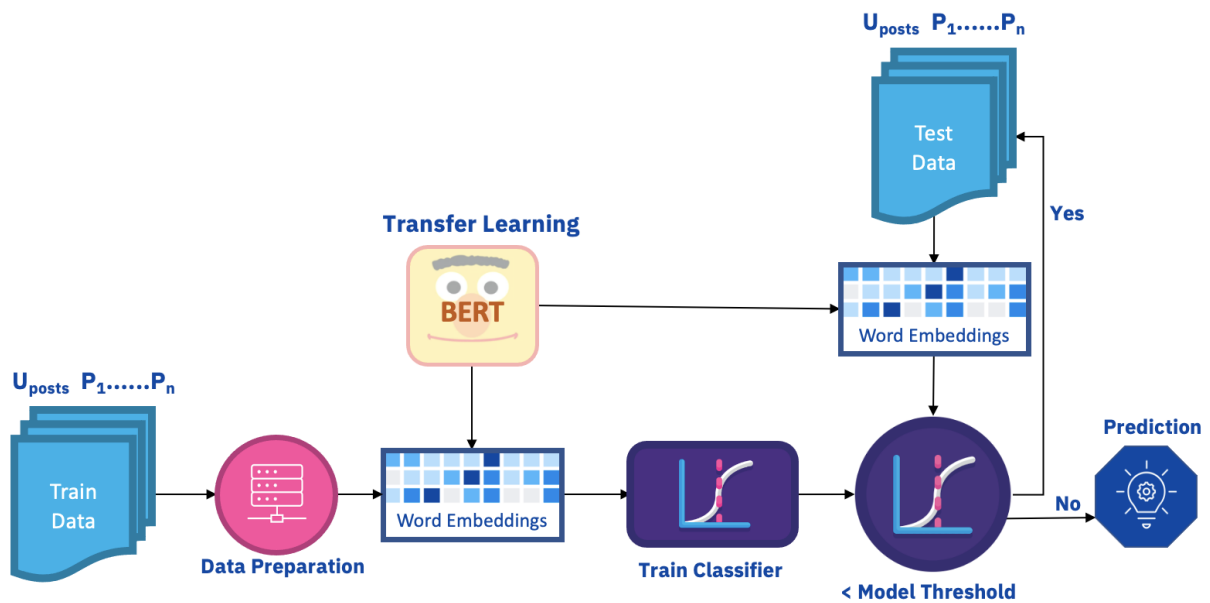 U_posts P_1......P_n
Test
Data
Yes
Transfer Learning
BERT
Word Embeddings
U_posts P_1......P_n
Train
Data
Data Preparation
Word Embeddings
Train Classifier
< Model Threshold
No
Prediction